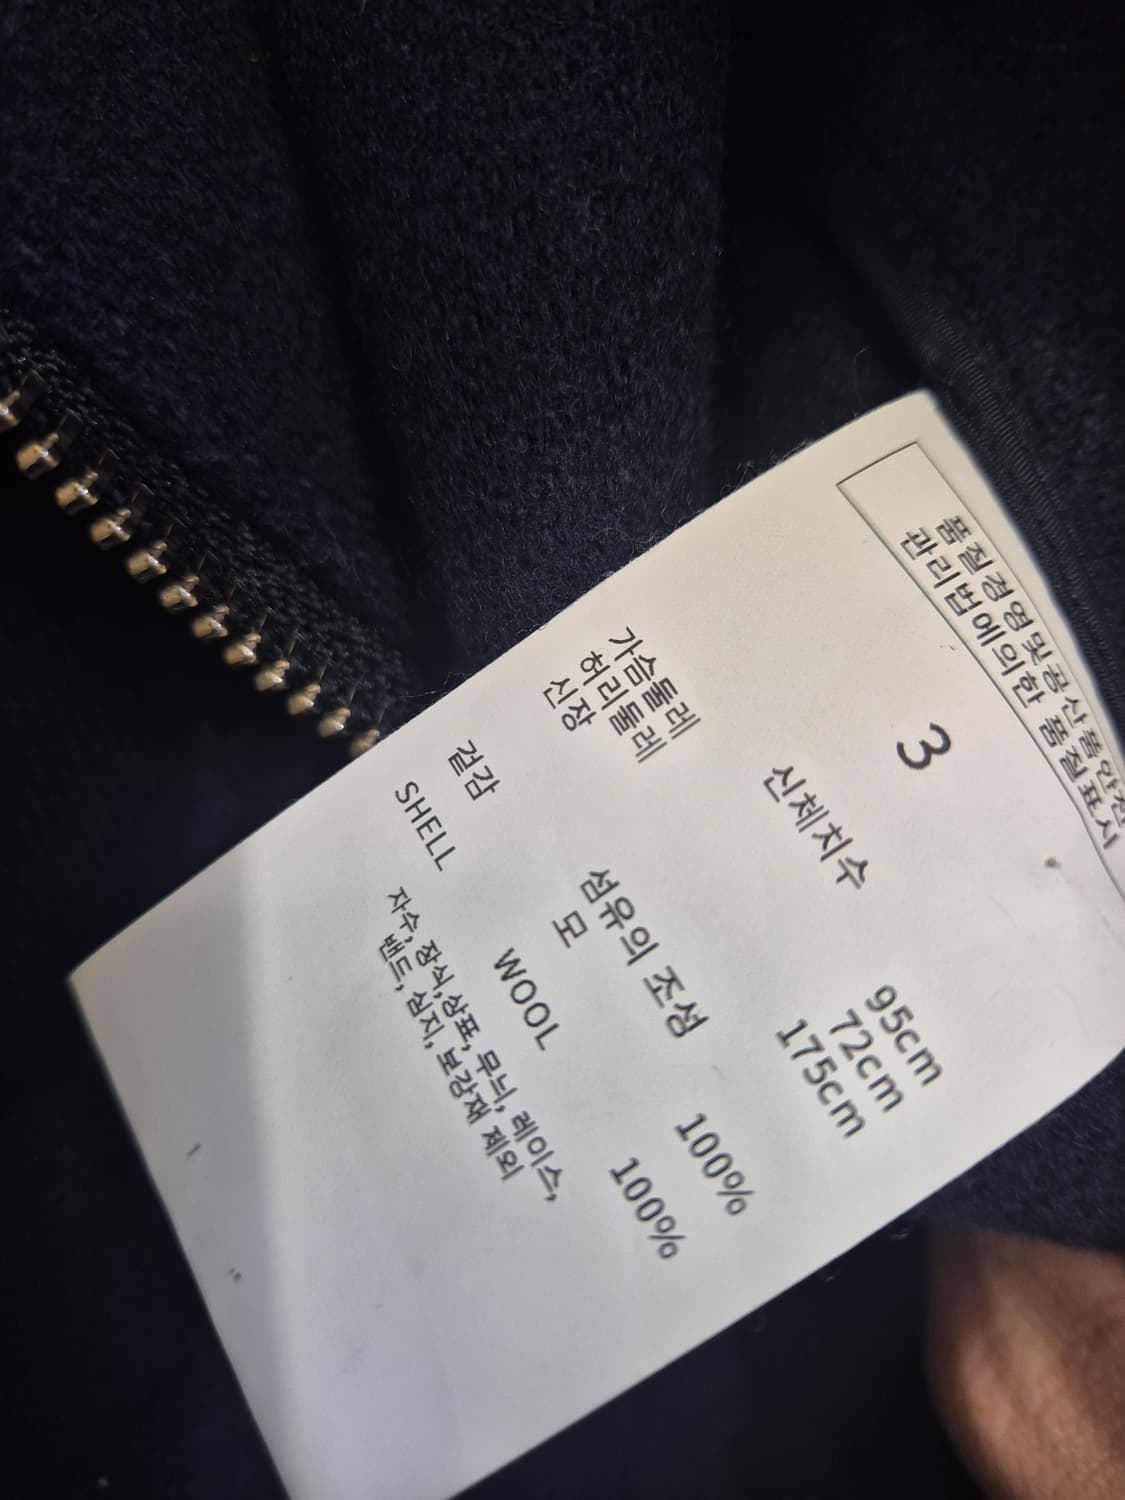 품질경영및공산품안전
관리법에의한 품질표시
3
신체치수
가슴둘레 95cm
허리둘레 72cm
신장 175cm
섬유의 조성
겉감 모 100%
SHELL WOOL 100%
자수, 장식,상표, 무늬, 레이스,
밴드, 심지, 보강재 제외